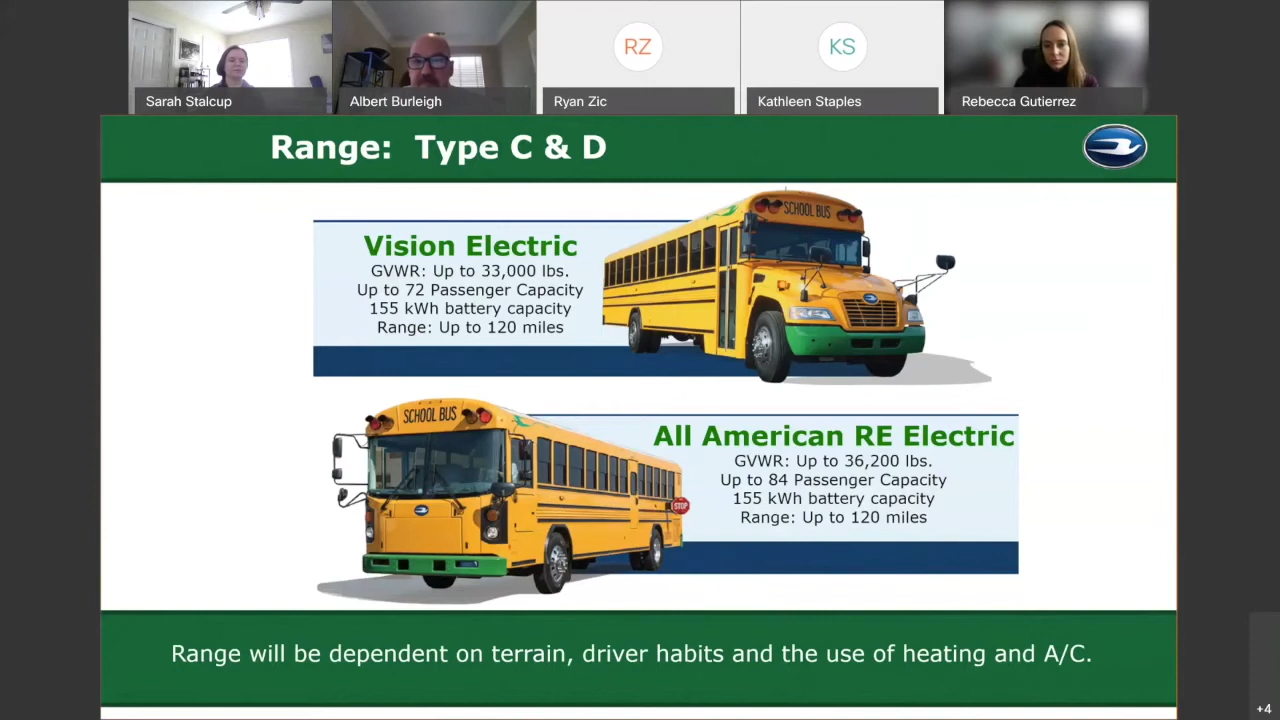 RZ
KS
Sarah Stalcup
Albert Burleigh
Ryan Zic
Kathleen Staples
Rebecca Gutierrez
Range: Type C & D
SCHOOL BUS
Vision Electric
GVWR: Up to 33,000 lbs.
Up to 72 Passenger Capacity
155 kWh battery capacity
Range: Up to 120 miles
SCHOOL BUS
All American RE Electric
GVWR: Up to 36,200 lbs.
Up to 84 Passenger Capacity
155 kWh battery capacity
STOP
Range: Up to 120 miles
Range will be dependent on terrain, driver habits and the use of heating and A/C.
+4